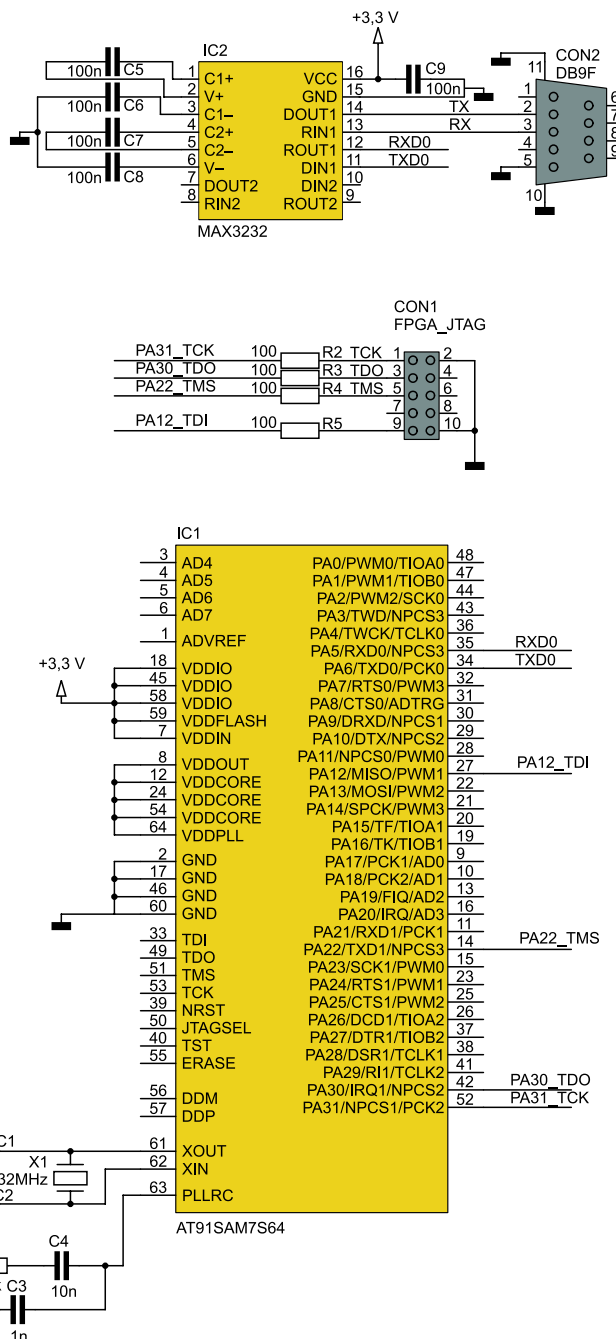 +3,3 V
IC2
C9
100n
CON2
DB9F
11
100n C5
100n C6
100n C7
100n C8
1 C1+ VCC 16
2 V+ GND 15
3 C1– DOUT1 14 TX
4 C2+ RIN1 13 RX
5 C2– ROUT1 12 RXD0
6 V– DIN1 11 TXD0
7 DOUT2 DIN2 10
8 RIN2 ROUT2 9
MAX3232
1
2
3
4
5
6
7
8
9
10
CON1
FPGA_JTAG
PA31_TCK 100 R2 TCK 1 2
PA30_TDO 100 R3 TDO 3 4
PA22_TMS 100 R4 TMS 5 6
7 8
PA12_TDI 100 R5 9 10
IC1
3 AD4 PA0/PWM0/TIOA0 48
4 AD5 PA1/PWM1/TIOB0 47
5 AD6 PA2/PWM2/SCK0 44
6 AD7 PA3/TWD/NPCS3 43
PA4/TWCK/TCLK0 36
1 ADVREF PA5/RXD0/NPCS3 35 RXD0
+3,3 V
18 VDDIO PA6/TXD0/PCK0 34 TXD0
45 VDDIO PA7/RTS0/PWM3 32
58 VDDIO PA8/CTS0/ADTRG 31
59 VDDFLASH PA9/DRXD/NPCS1 30
7 VDDIN PA10/DTX/NPCS2 29
PA11/NPCS0/PWM0 28
8 VDDOUT PA12/MISO/PWM1 27 PA12_TDI
12 VDDCORE PA13/MOSI/PWM2 22
24 VDDCORE PA14/SPCK/PWM3 21
54 VDDCORE PA15/TF/TIOA1 20
64 VDDPLL PA16/TK/TIOB1 19
2 GND PA17/PCK1/AD0 9
17 GND PA18/PCK2/AD1 10
46 GND PA19/FIQ/AD2 13
60 GND PA20/IRQ/AD3 16
PA21/RXD1/PCK1 11
33 TDI PA22/TXD1/NPCS3 14 PA22_TMS
49 TDO PA23/SCK1/PWM0 15
51 TMS PA24/RTS1/PWM1 23
53 TCK PA25/CTS1/PWM2 25
39 NRST PA26/DCD1/TIOA2 26
50 JTAGSEL PA27/DTR1/TIOB2 37
40 TST PA28/DSR1/TCLK1 38
55 ERASE PA29/RI1/TCLK2 41
56 DDM PA30/IRQ1/NPCS2 42 PA30_TDO
57 DDP PA31/NPCS1/PCK2 52 PA31_TCK
C1
61 XOUT
X1
32MHz
62 XIN
C2
63 PLLRC
AT91SAM7S64
C4
10n
C3
1n